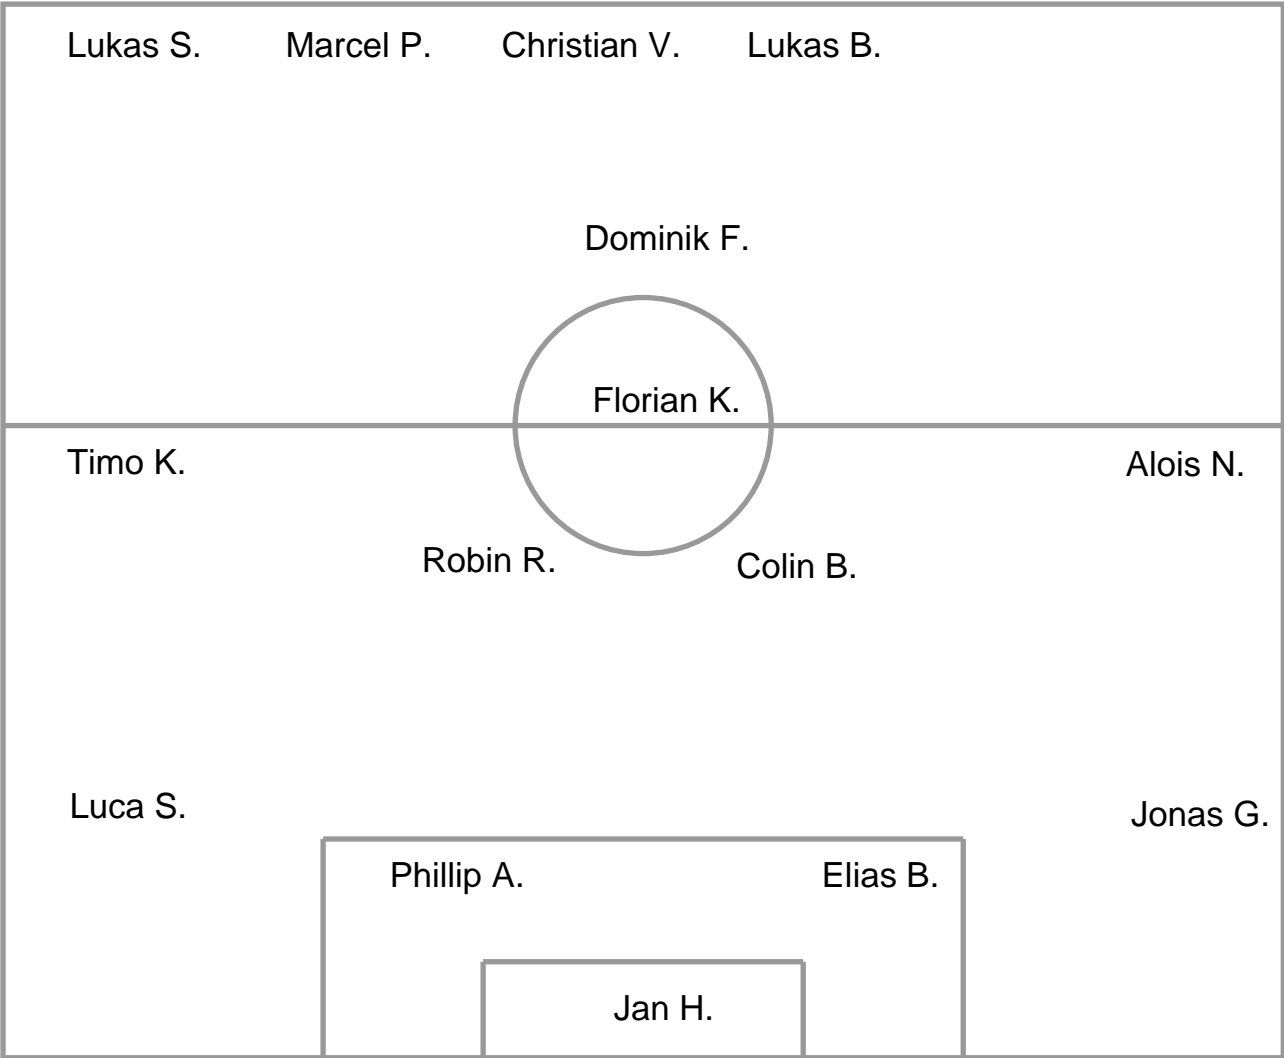 Lukas S. Marcel P. Christian V. Lukas B.
Dominik F.
Florian K.
Timo K. Alois N.
Robin R. Colin B.
Luca S. Jonas G.
Phillip A. Elias B.
Jan H.